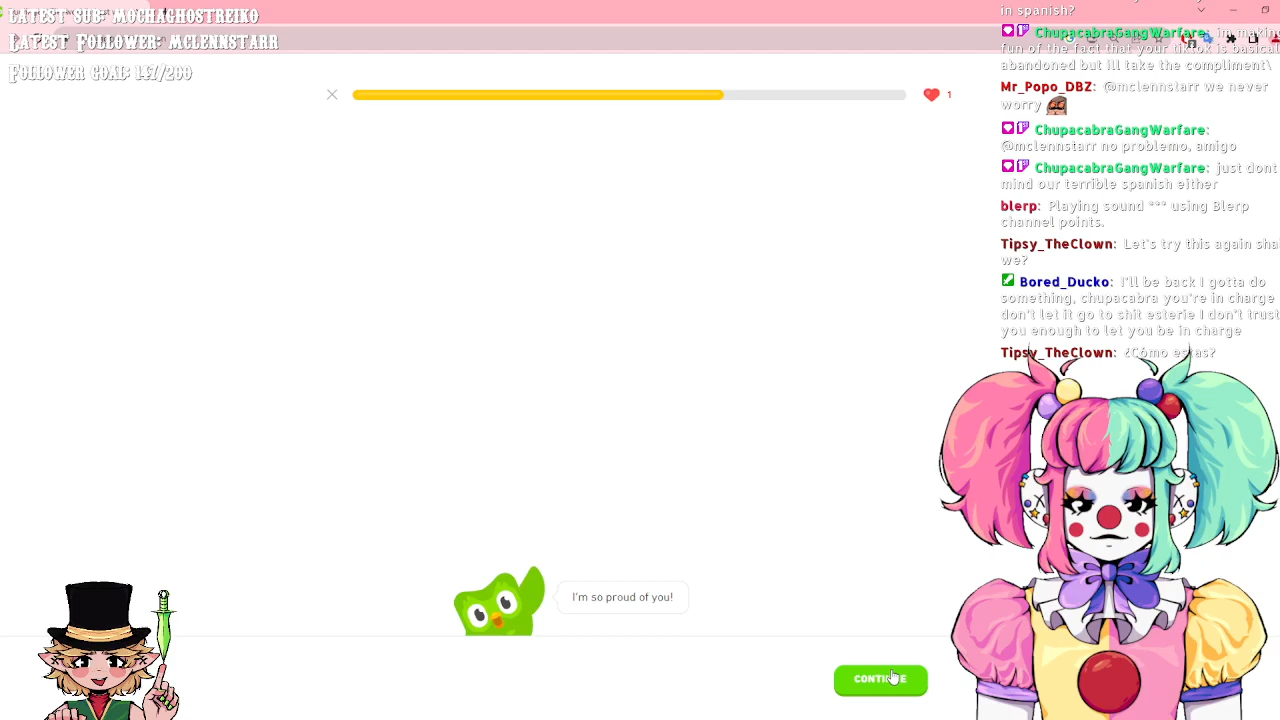 Latest Sub: mochaghostreiko
Latest Follower: mclennstarr
Follower goal: 157/200
1
I'm so proud of you!
CONTINUE
in spanish?
ChupacabraGangWarfare: im making
fun of the fact that your tiktok is basical
abandoned but ill take the compliment\
Mr_Popo_DBZ: @mclennstarr we never
worry
ChupacabraGangWarfare:
@mclennstarr no problemo, amigo
ChupacabraGangWarfare: just dont
mind our terrible spanish either
blerp: Playing sound *** using Blerp
channel points.
Tipsy_TheClown: Let's try this again sha
we?
Bored_Ducko: I'll be back I gotta do
something, chupacabra you're in charge
don't let it go to shit esterie I don't trust
you enough to let you be in charge
Tipsy_TheClown: ¿Cómo estas?